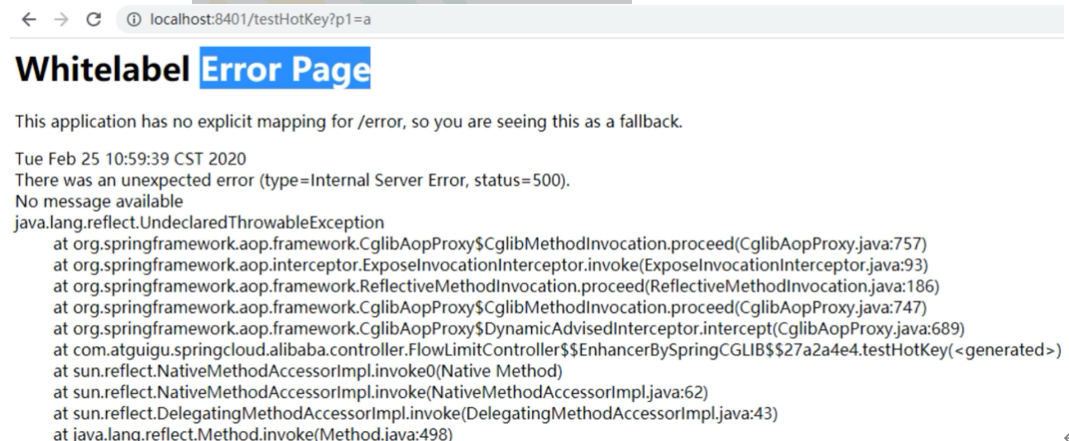 localhost:8401/testHotKey?p1=a
Whitelabel Error Page
This application has no explicit mapping for /error, so you are seeing this as a fallback.
Tue Feb 25 10:59:39 CST 2020
There was an unexpected error (type=Internal Server Error, status=500).
No message available
java.lang.reflect.UndeclaredThrowableException
at org.springframework.aop.framework.CglibAopProxy$CglibMethodInvocation.proceed(CglibAopProxy.java:757)
at org.springframework.aop.interceptor.ExposeInvocationInterceptor.invoke(ExposeInvocationInterceptor.java:93)
at org.springframework.aop.framework.ReflectiveMethodInvocation.proceed(ReflectiveMethodInvocation.java:186)
at org.springframework.aop.framework.CglibAopProxy$CglibMethodInvocation.proceed(CglibAopProxy.java:747)
at org.springframework.aop.framework.CglibAopProxy$DynamicAdvisedInterceptor.intercept(CglibAopProxy.java:689)
at com.atguigu.springcloud.alibaba.controller.FlowLimitController$$EnhancerBySpringCGLIB$$27a2a4e4.testHotKey(<generated>)
at sun.reflect.NativeMethodAccessorImpl.invoke0(Native Method)
at sun.reflect.NativeMethodAccessorImpl.invoke(NativeMethodAccessorImpl.java:62)
at sun.reflect.DelegatingMethodAccessorImpl.invoke(DelegatingMethodAccessorImpl.java:43)
at java.lang.reflect.Method.invoke(Method.java:498)